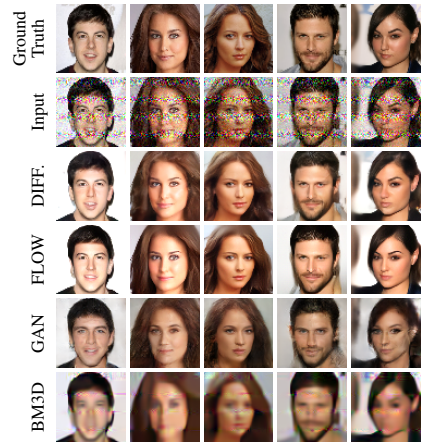 Ground
Truth
Input
DIFF.
FLOW
GAN
BM3D